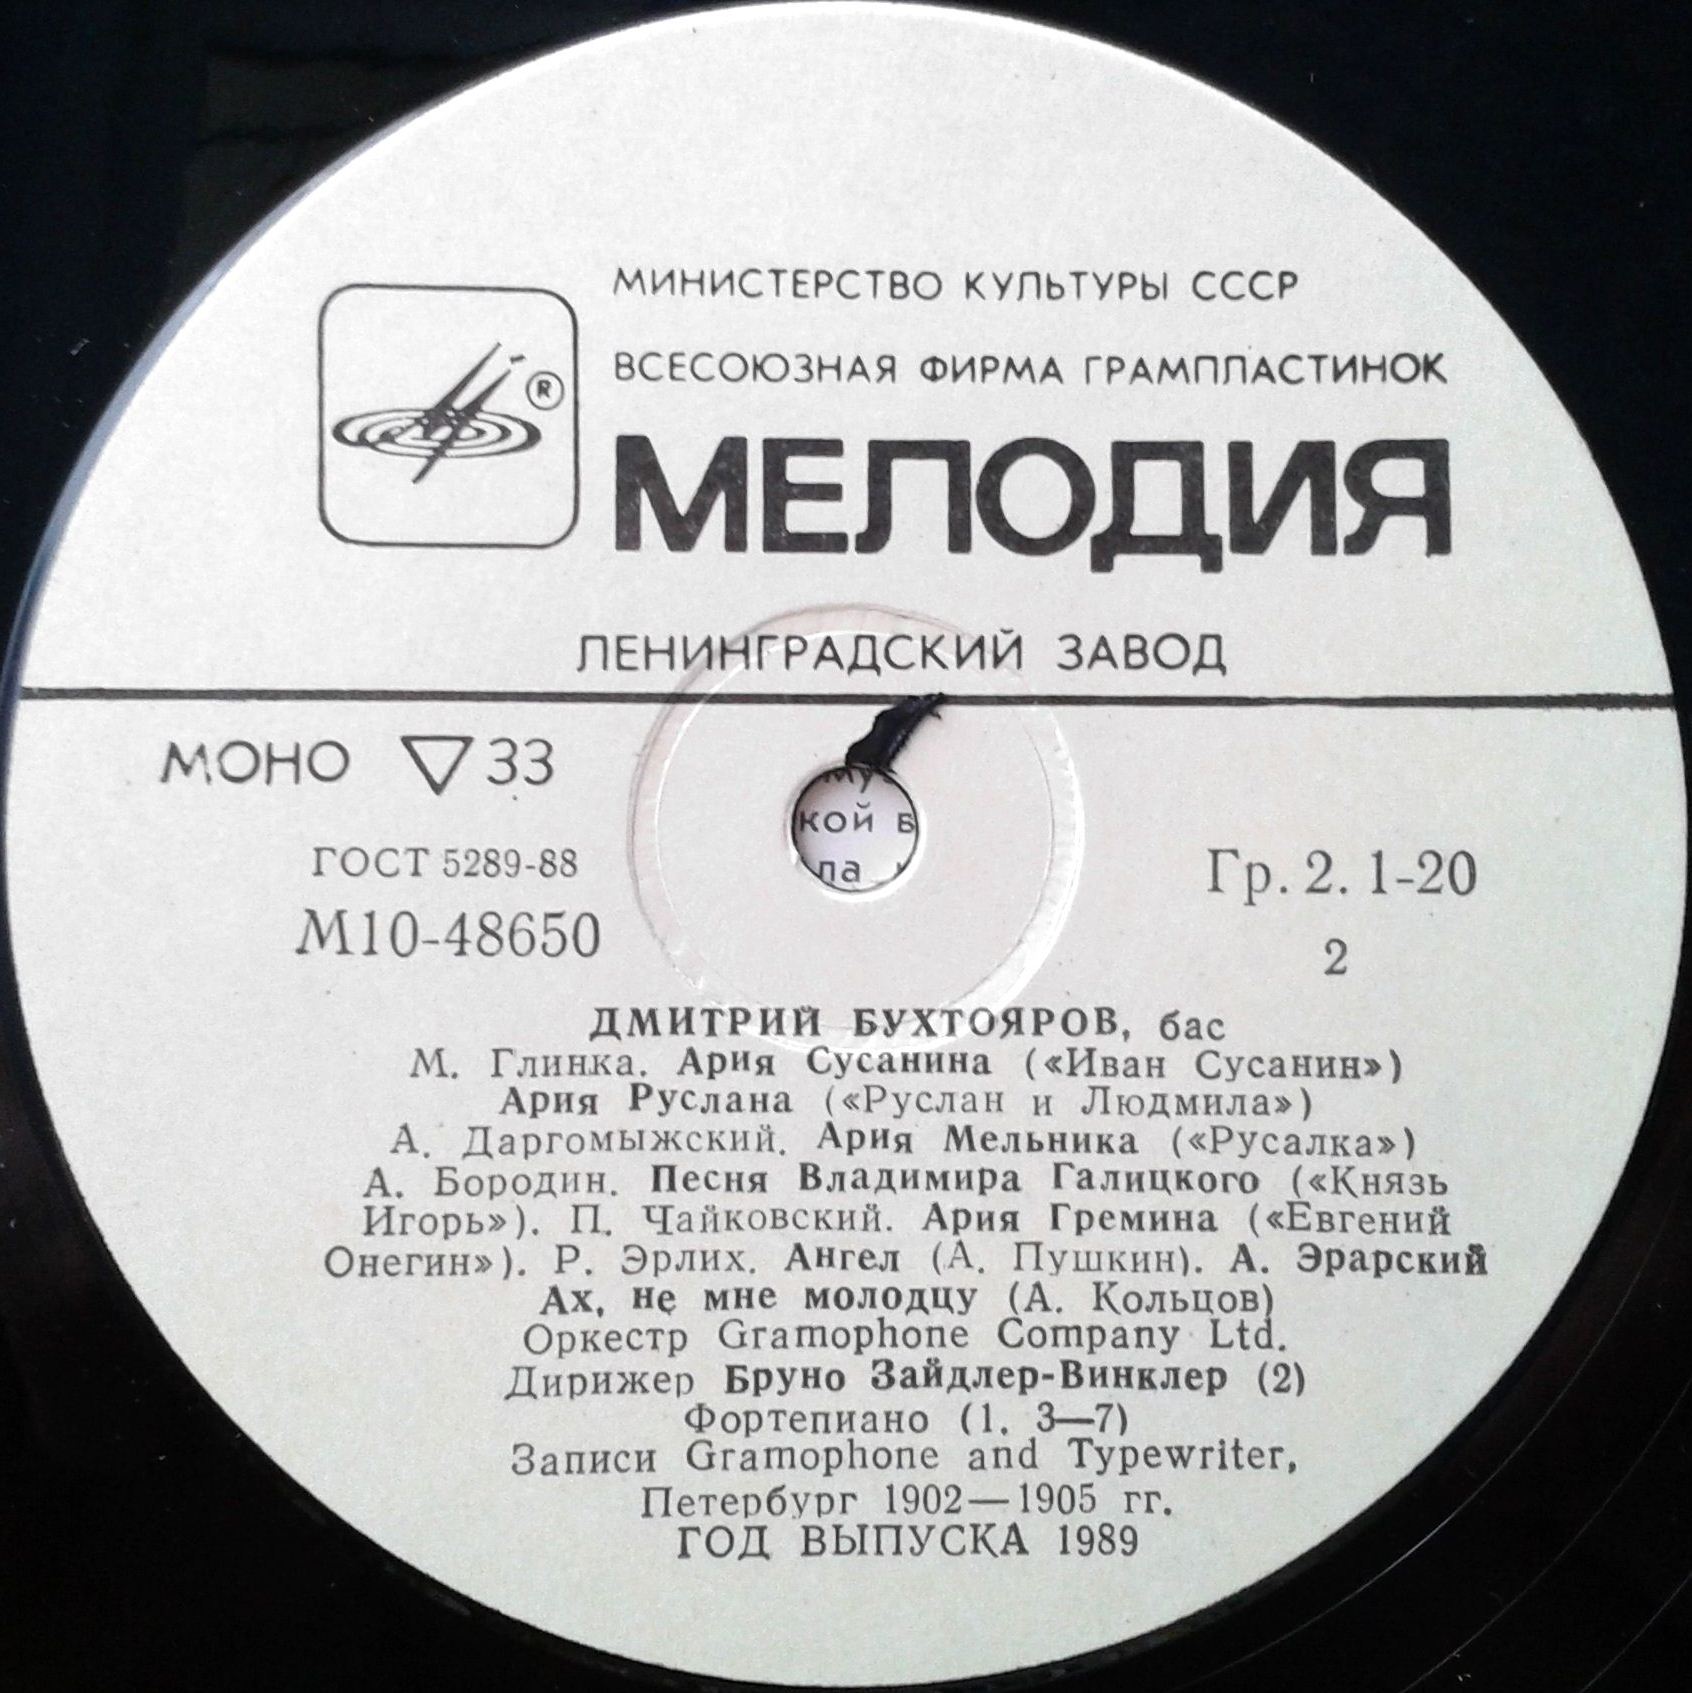 МИНИСТЕРСТВО КУЛЬТУРЫ СССР
ВСЕСОЮЗНАЯ ФИРМА ГРАМПЛАСТИНОК
®
МЕЛОДИЯ
ЛЕНИНГРАДСКИЙ ЗАВОД
МОНО ▽ 33
кой Б
ла
ГОСТ 5289-88
Гр. 2. 1-20
М10-48650
2
ДМИТРИЙ БУХТОЯРОВ, бас
М. Глинка. Ария Сусанина («Иван Сусанин»)
Ария Руслана («Руслан и Людмила»)
А. Даргомыжский. Ария Мельника («Русалка»)
А. Бородин. Песня Владимира Галицкого («Князь
Игорь»). П. Чайковский. Ария Гремина («Евгений
Онегин»). Р. Эрлих. Ангел (А. Пушкин). А. Эрарский
Ах, не мне молодцу (А. Кольцов)
Оркестр Gramophone Company Ltd.
Дирижер Бруно Зайдлер-Винклер (2)
Фортепиано (1, 3—7)
Записи Gramophone and Typewriter,
Петербург 1902—1905 гг.
ГОД ВЫПУСКА 1989